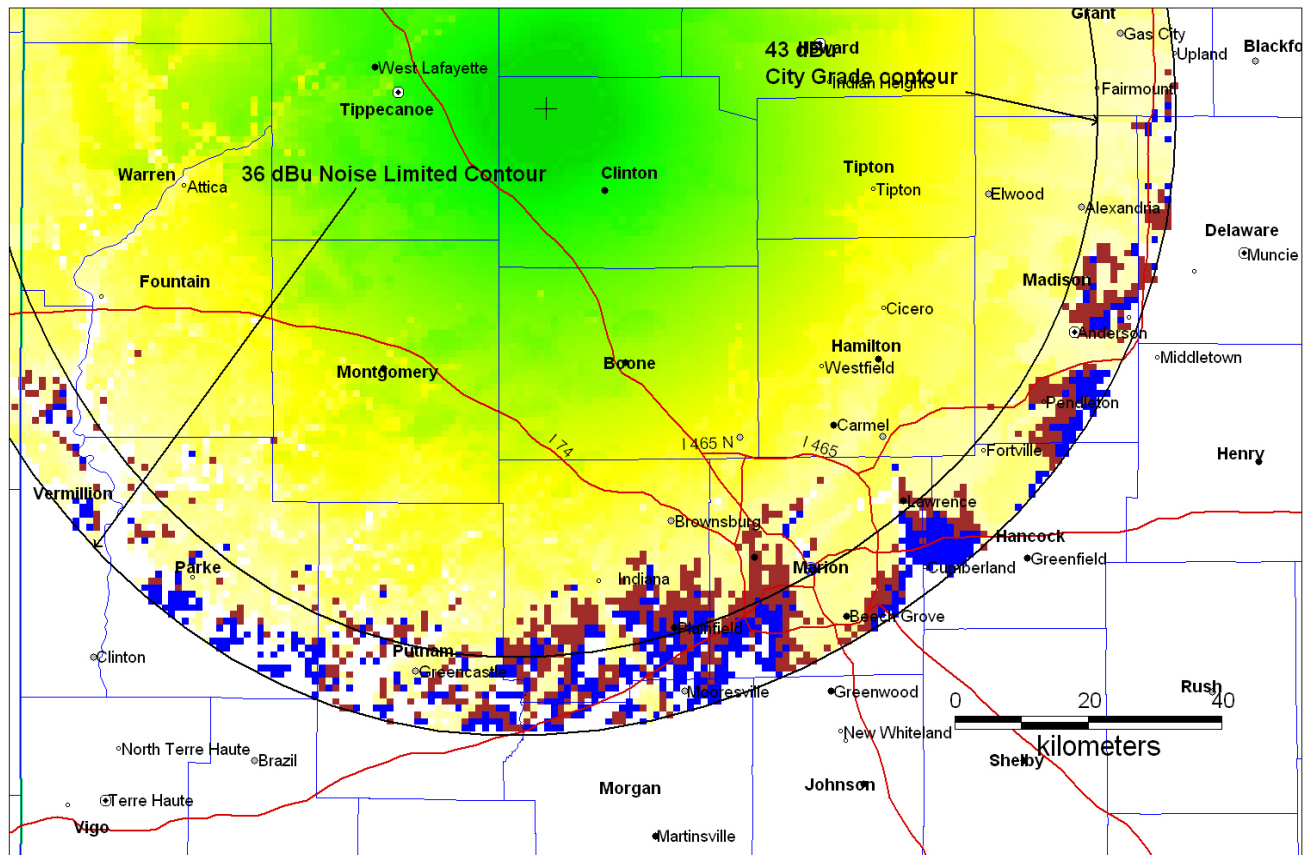 Grant
Gas City
Upland
Blackfo
Howard
43 dBu
City Grade contour
Indian Heights
Fairmount
West Lafayette
Tippecanoe
Warren
Attica
36 dBu Noise Limited Contour
Clinton
Tipton
Tipton
Elwood
Alexandria
Delaware
Muncie
Fountain
Madison
Cicero
Anderson
Hamilton
Westfield
Middletown
Montgomery
Boone
Pendleton
Carmel
I 74
I 465 N
I 465
Fortville
Henry
Vermillion
Lawrence
Brownsburg
Hancock
Greenfield
Parke
Indiana
Marion
Cumberland
Beech Grove
Plainfield
Clinton
Putnam
Greencastle
Mooresville
Greenwood
Rush
0 20 40
kilometers
New Whiteland
North Terre Haute
Brazil
Shelby
Terre Haute
Vigo
Morgan
Johnson
Martinsville